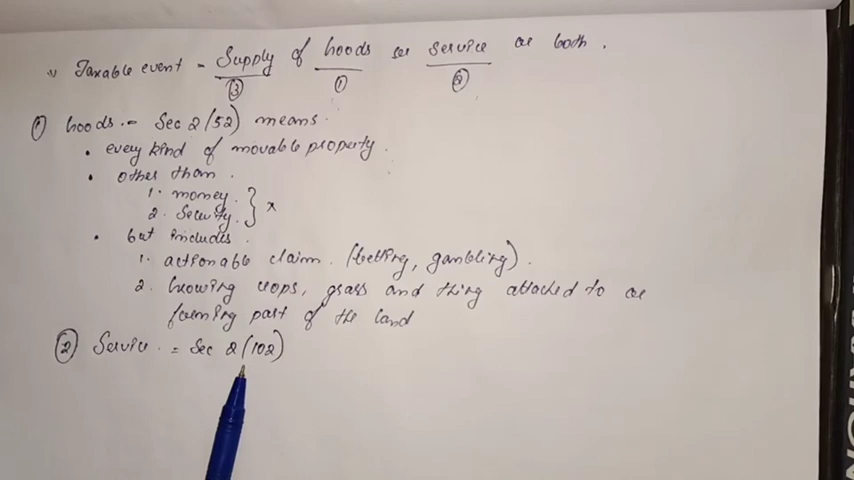 Taxable event = Supply of Goods or service or both.
③ ① ②
① Goods = Sec 2(52) means
• every kind of movable property.
• other than
1. money
2. Security } x
• but includes
1. actionable claim (betting, gambling).
2. Growing crops, grass and thing attached to or
forming part of the land
② Service = Sec 2(102)